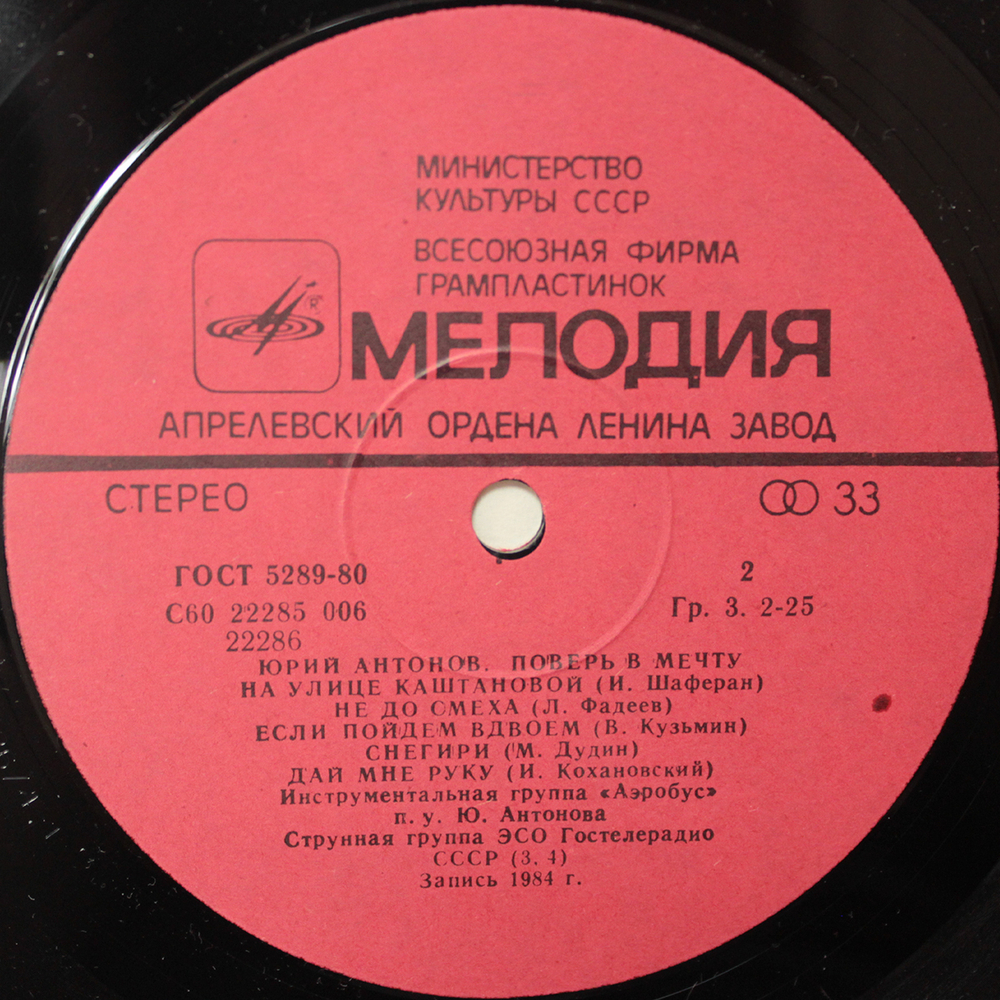 МИНИСТЕРСТВО
КУЛЬТУРЫ СССР
ВСЕСОЮЗНАЯ ФИРМА
ГРАМПЛАСТИНОК
МЕЛОДИЯ
АПРЕЛЕВСКИЙ ОРДЕНА ЛЕНИНА ЗАВОД
СТЕРЕО 33
ГОСТ 5289-80 2
С60 22285 006 Гр. 3. 2-25
22286
ЮРИЙ АНТОНОВ. ПОВЕРЬ В МЕЧТУ
НА УЛИЦЕ КАШТАНОВОЙ (И. Шаферан)
НЕ ДО СМЕХА (Л. Фадеев)
ЕСЛИ ПОЙДЕМ ВДВОЕМ (В. Кузьмин)
СНЕГИРИ (М. Дудин)
ДАЙ МНЕ РУКУ (И. Кохановский)
Инструментальная группа «Аэробус»
п. у. Ю. Антонова
Струнная группа ЭСО Гостелерадио
СССР (3, 4)
Запись 1984 г.